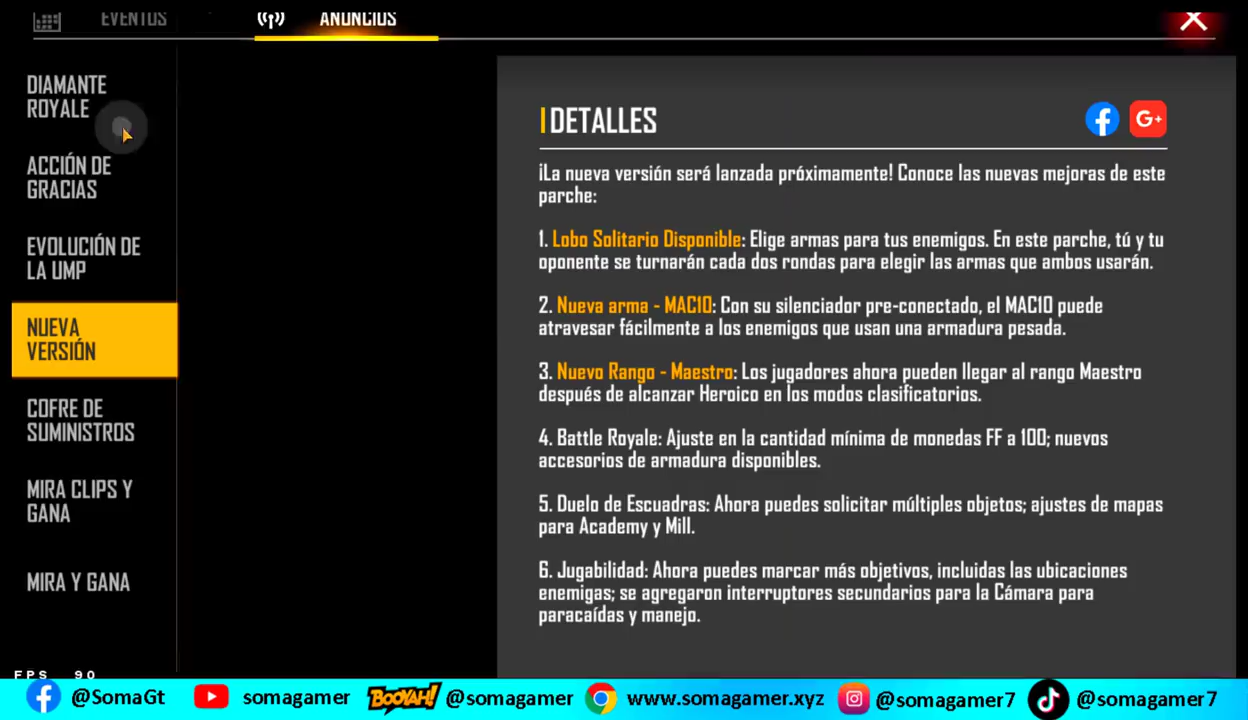 EVENTOS
ANUNCIOS
DIAMANTE
ROYALE
ACCIÓN DE
GRACIAS
EVOLUCIÓN DE
LA UMP
NUEVA
VERSIÓN
COFRE DE
SUMINISTROS
MIRA CLIPS Y
GANA
MIRA Y GANA
DETALLES
G+
¡La nueva versión será lanzada próximamente! Conoce las nuevas mejoras de este
parche:
1. Lobo Solitario Disponible: Elige armas para tus enemigos. En este parche, tú y tu
oponente se turnarán cada dos rondas para elegir las armas que ambos usarán.
2. Nueva arma - MAC10: Con su silenciador pre-conectado, el MAC10 puede
atravesar fácilmente a los enemigos que usan una armadura pesada.
3. Nuevo Rango - Maestro: Los jugadores ahora pueden llegar al rango Maestro
después de alcanzar Heroico en los modos clasificatorios.
4. Battle Royale: Ajuste en la cantidad mínima de monedas FF a 100; nuevos
accesorios de armadura disponibles.
5. Duelo de Escuadras: Ahora puedes solicitar múltiples objetos; ajustes de mapas
para Academy y Mill.
6. Jugabilidad: Ahora puedes marcar más objetivos, incluidas las ubicaciones
enemigas; se agregaron interruptores secundarios para la Cámara para
paracaídas y manejo.
FPS 90
@SomaGt somagamer BOOYAH! @somagamer www.somagamer.xyz @somagamer7 @somagamer7